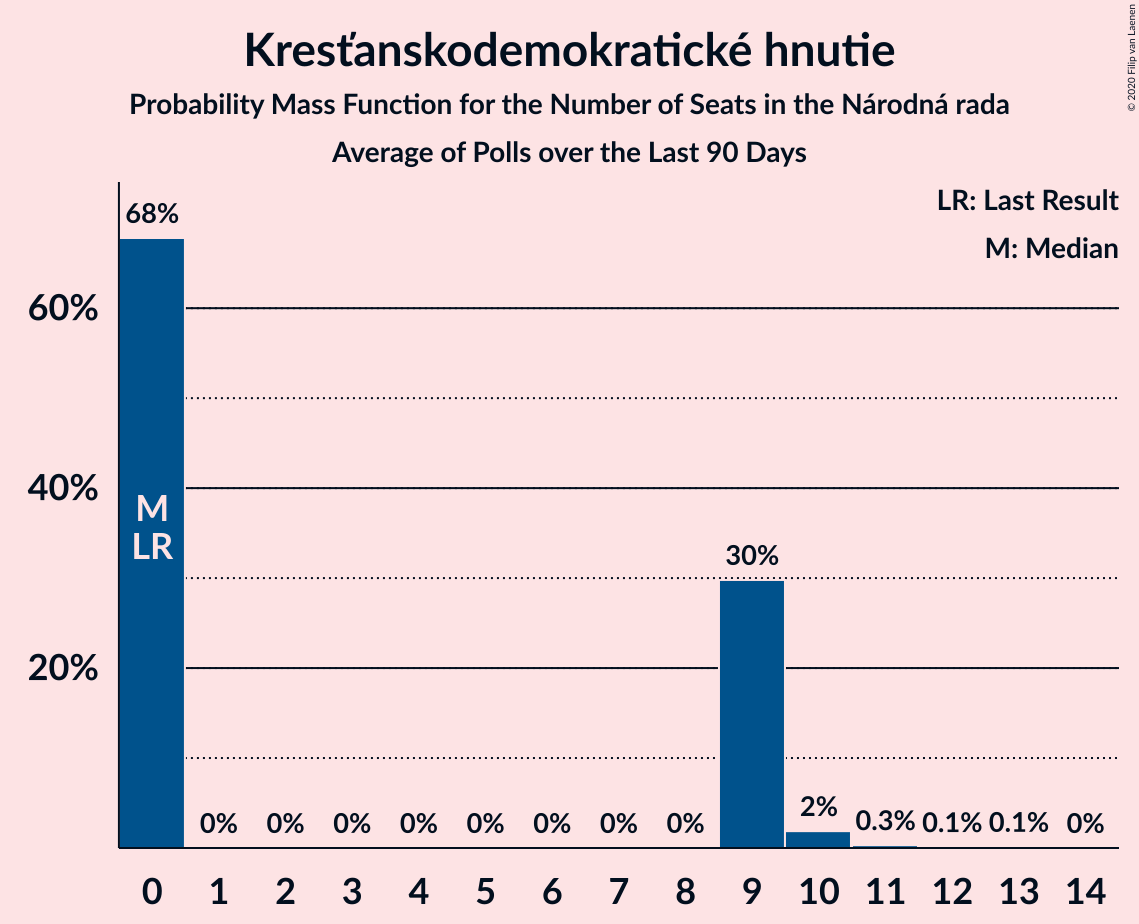 Kresťanskodemokratické hnutie
Probability Mass Function for the Number of Seats in the Národná rada
Average of Polls over the Last 90 Days
© 2020 Filip van Laenen
LR: Last Result
M: Median
68%
60%
40%
20%
M
LR
0% 0% 0% 0% 0% 0% 0% 0% 30% 2% 0.3% 0.1% 0.1% 0%
0 1 2 3 4 5 6 7 8 9 10 11 12 13 14